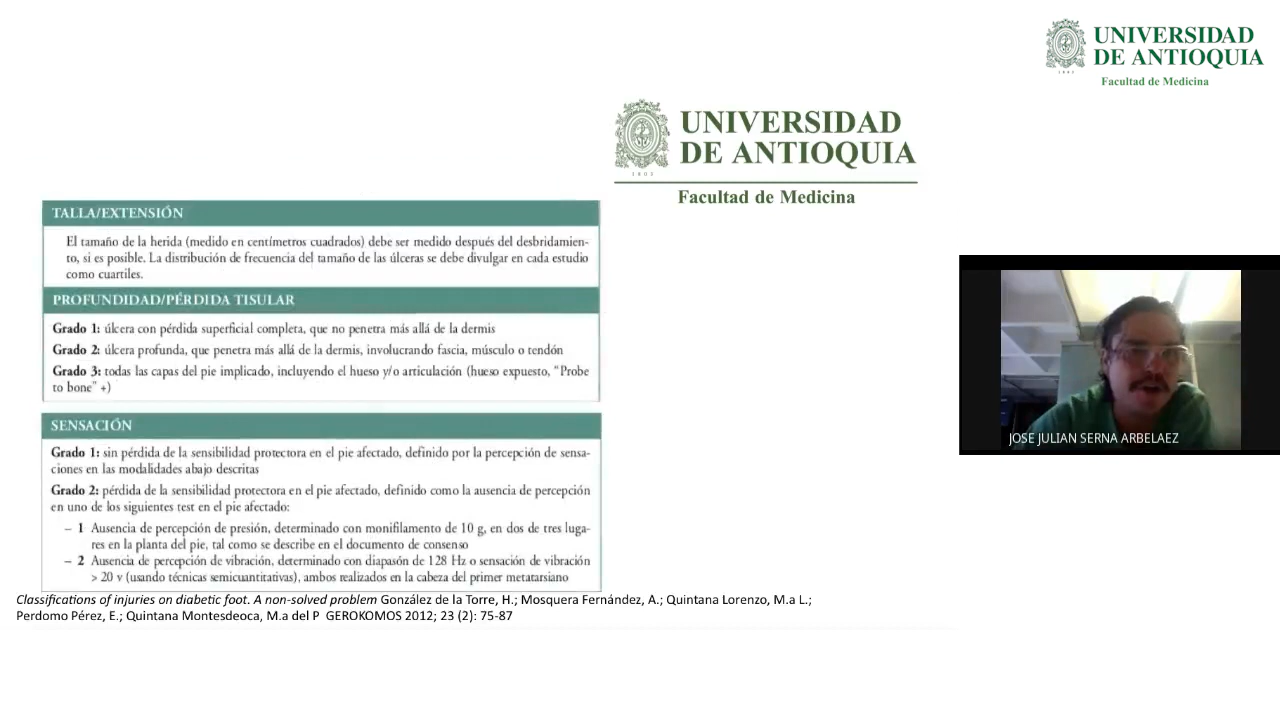 UNIVERSIDAD
DE ANTIOQUIA
1803
Facultad de Medicina
UNIVERSIDAD
DE ANTIOQUIA
1803
Facultad de Medicina
TALLA/EXTENSIÓN
El tamaño de la herida (medido en centímetros cuadrados) debe ser medido después del desbridamien-
to, si es posible. La distribución de frecuencia del tamaño de las úlceras se debe divulgar en cada estudio
como cuartiles.
PROFUNDIDAD/PÉRDIDA TISULAR
Grado 1: úlcera con pérdida superficial completa, que no penetra más allá de la dermis
Grado 2: úlcera profunda, que penetra más allá de la dermis, involucrando fascia, músculo o tendón
Grado 3: todas las capas del pie implicado, incluyendo el hueso y/o articulación (hueso expuesto, "Probe
to bone" +)
SENSACIÓN
Grado 1: sin pérdida de la sensibilidad protectora en el pie afectado, definido por la percepción de sensa-
ciones en las modalidades abajo descritas
Grado 2: pérdida de la sensibilidad protectora en el pie afectado, definido como la ausencia de percepción
en uno de los siguientes test en el pie afectado:
– 1 Ausencia de percepción de presión, determinado con monifilamento de 10 g, en dos de tres luga-
res en la planta del pie, tal como se describe en el documento de consenso
– 2 Ausencia de percepción de vibración, determinado con diapasón de 128 Hz o sensación de vibración
> 20 v (usando técnicas semicuantitativas), ambos realizados en la cabeza del primer metatarsiano
Classifications of injuries on diabetic foot. A non-solved problem González de la Torre, H.; Mosquera Fernández, A.; Quintana Lorenzo, M.a L.;
Perdomo Pérez, E.; Quintana Montesdeoca, M.a del P GEROKOMOS 2012; 23 (2): 75-87
JOSE JULIAN SERNA ARBELAEZ